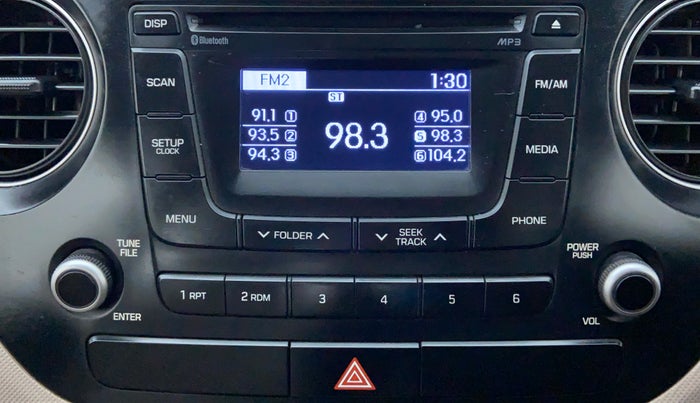 DISP
Bluetooth
MP3
SCAN
FM2
1:30
FM/AM
ST
91.1 1
4 95.0
93.5 2
98.3
5 98.3
94.3 3
6 104.2
SETUP
CLOCK
MEDIA
MENU
FOLDER
SEEK
TRACK
PHONE
TUNE
FILE
POWER
PUSH
1 RPT
2 RDM
3
4
5
6
ENTER
VOL